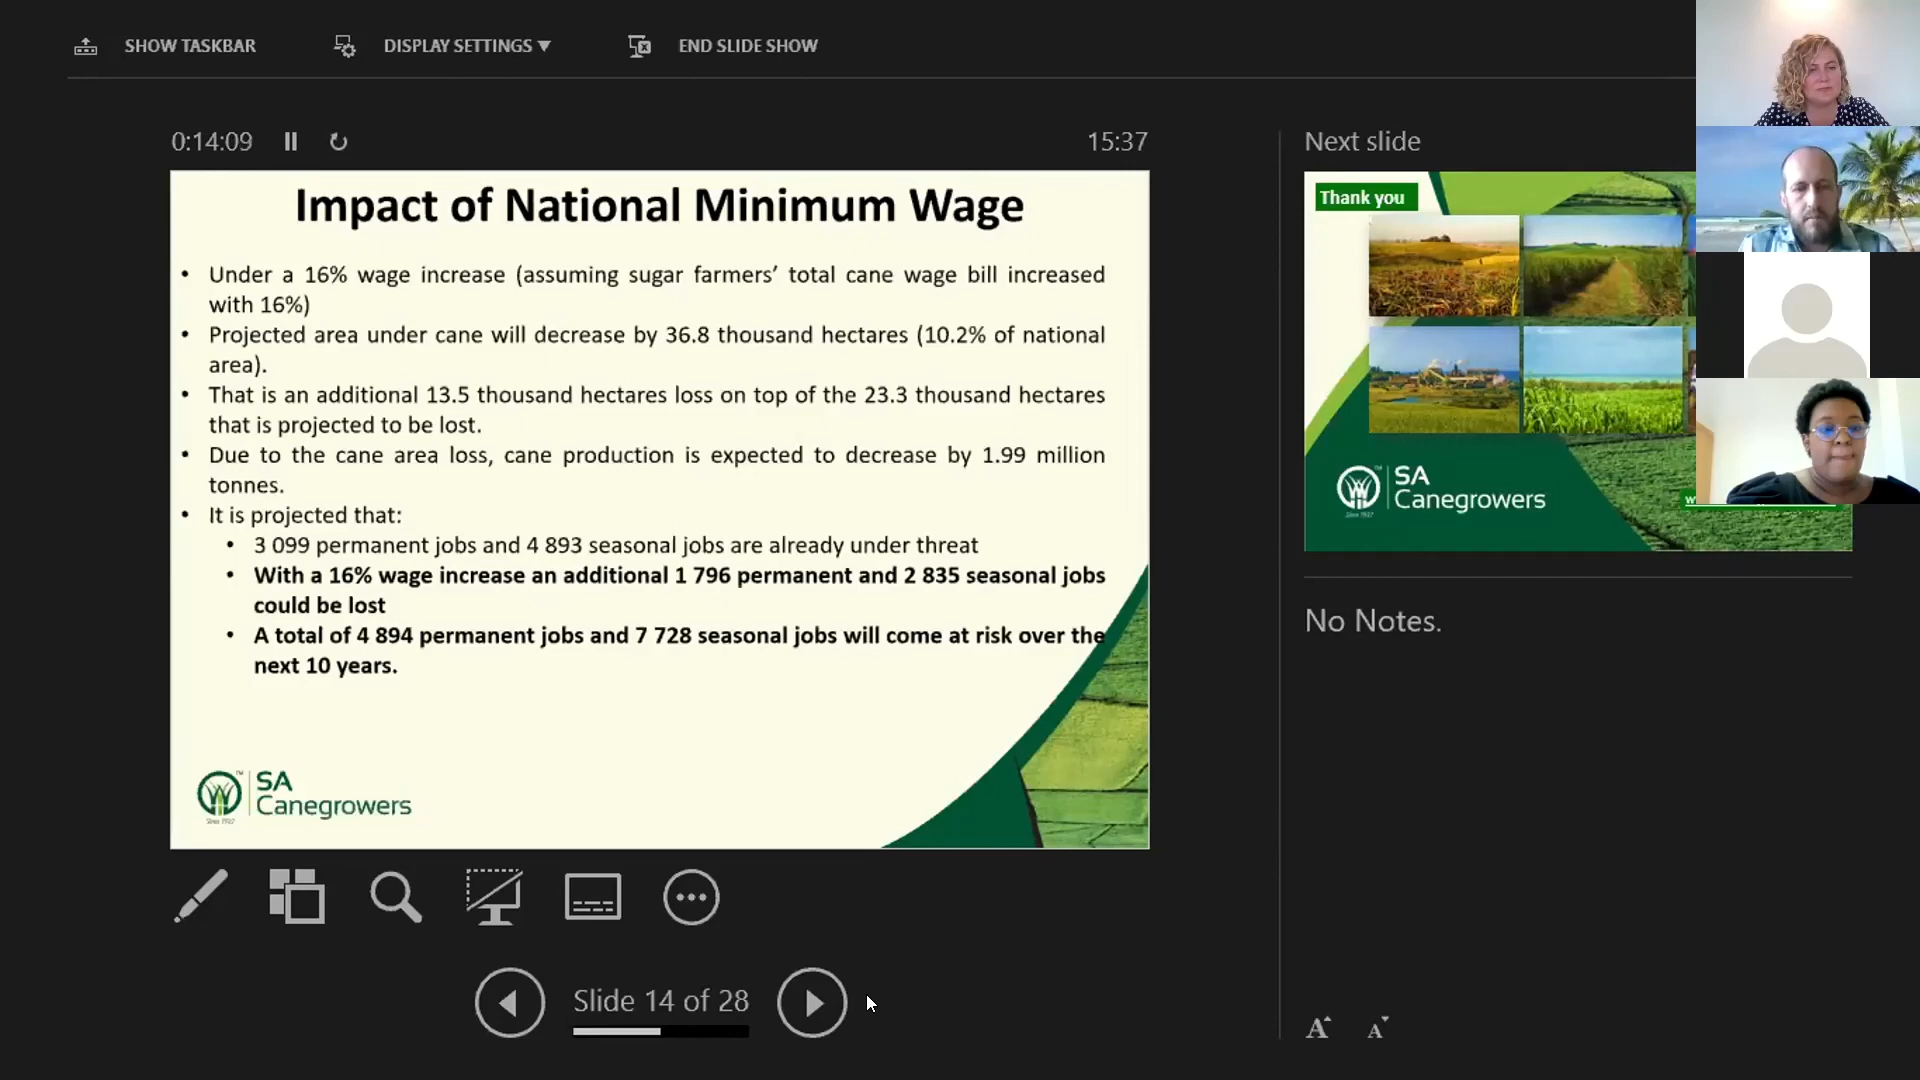 SHOW TASKBAR
DISPLAY SETTINGS ▼
END SLIDE SHOW
0:14:09
15:37
Impact of National Minimum Wage
• Under a 16% wage increase (assuming sugar farmers’ total cane wage bill increased
with 16%)
• Projected area under cane will decrease by 36.8 thousand hectares (10.2% of national
area).
• That is an additional 13.5 thousand hectares loss on top of the 23.3 thousand hectares
that is projected to be lost.
• Due to the cane area loss, cane production is expected to decrease by 1.99 million
tonnes.
• It is projected that:
• 3 099 permanent jobs and 4 893 seasonal jobs are already under threat
• With a 16% wage increase an additional 1 796 permanent and 2 835 seasonal jobs
could be lost
• A total of 4 894 permanent jobs and 7 728 seasonal jobs will come at risk over the
next 10 years.
SA
Canegrowers
Since 1927
Slide 14 of 28
Next slide
Thank you
SA
Canegrowers
Since 1927
No Notes.
A A